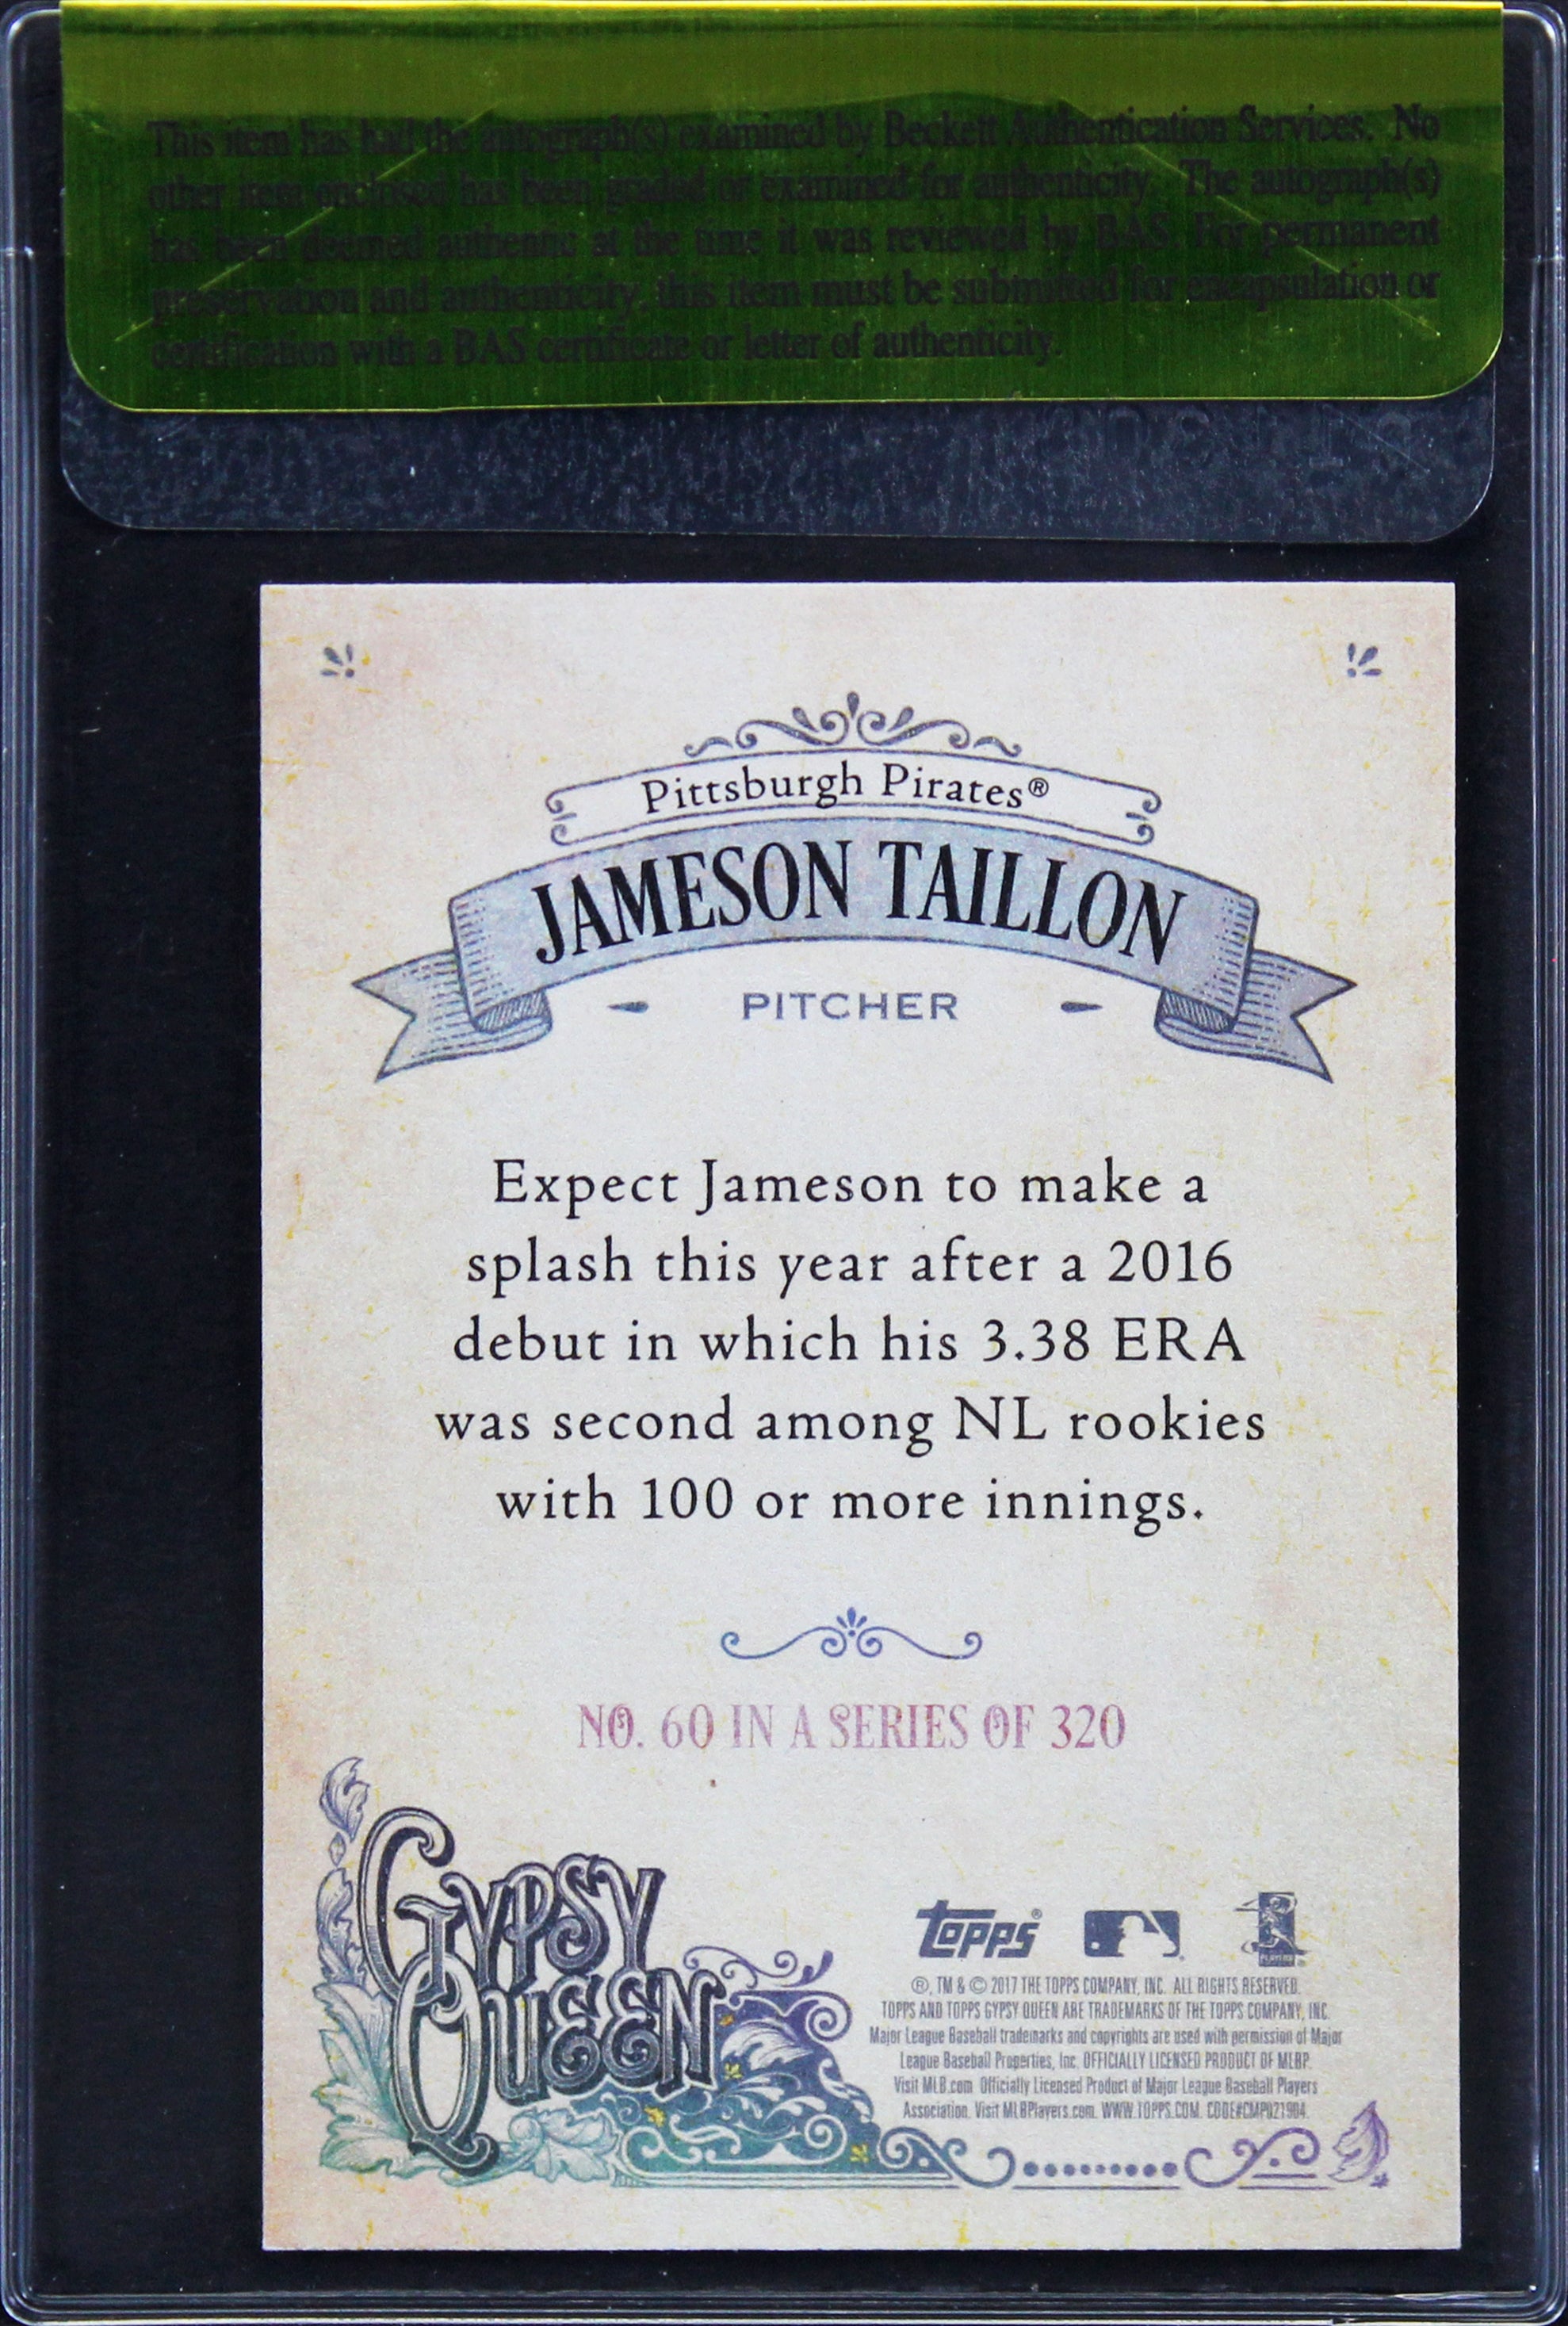 This item has had the autograph(s) examined by Beckett Authentication Services. No
other item enclosed has been graded or examined for authenticity. The autograph(s)
has been deemed authentic at the time it was reviewed by BAS. For permanent
preservation and authenticity, this item must be submitted for encapsulation or
certification with a BAS certificate or letter of authenticity.
Pittsburgh Pirates®
JAMESON TAILLON
PITCHER
Expect Jameson to make a
splash this year after a 2016
debut in which his 3.38 ERA
was second among NL rookies
with 100 or more innings.
NO. 60 IN A SERIES OF 320
GYPSY
QUEEN
TOPPS®
PLAYERS
®, TM & © 2017 THE TOPPS COMPANY, INC. ALL RIGHTS RESERVED.
TOPPS AND TOPPS GYPSY QUEEN ARE TRADEMARKS OF THE TOPPS COMPANY, INC.
Major League Baseball trademarks and copyrights are used with permission of Major
League Baseball Properties, Inc. OFFICIALLY LICENSED PRODUCT OF MLBP.
Visit MLB.com Officially Licensed Product of Major League Baseball Players
Association. Visit MLBPlayers.com. WWW.TOPPS.COM. CODE#CMP021904.